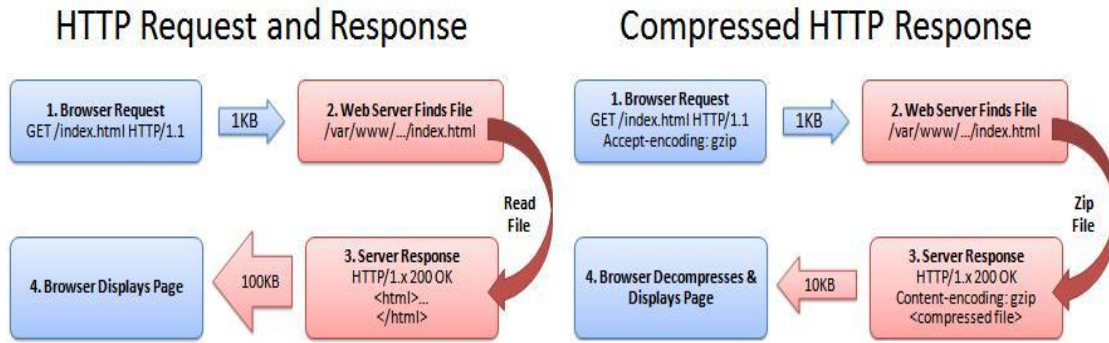 HTTP Request and Response
1. Browser Request
GET /index.html HTTP/1.1
1KB
2. Web Server Finds File
/var/www/.../index.html
Read
File
3. Server Response
HTTP/1.x 200 OK
<html>...
</html>
100KB
4. Browser Displays Page
Compressed HTTP Response
1. Browser Request
GET /index.html HTTP/1.1
Accept-encoding: gzip
1KB
2. Web Server Finds File
/var/www/.../index.html
Zip
File
3. Server Response
HTTP/1.x 200 OK
Content-encoding: gzip
<compressed file>
10KB
4. Browser Decompresses &
Displays Page